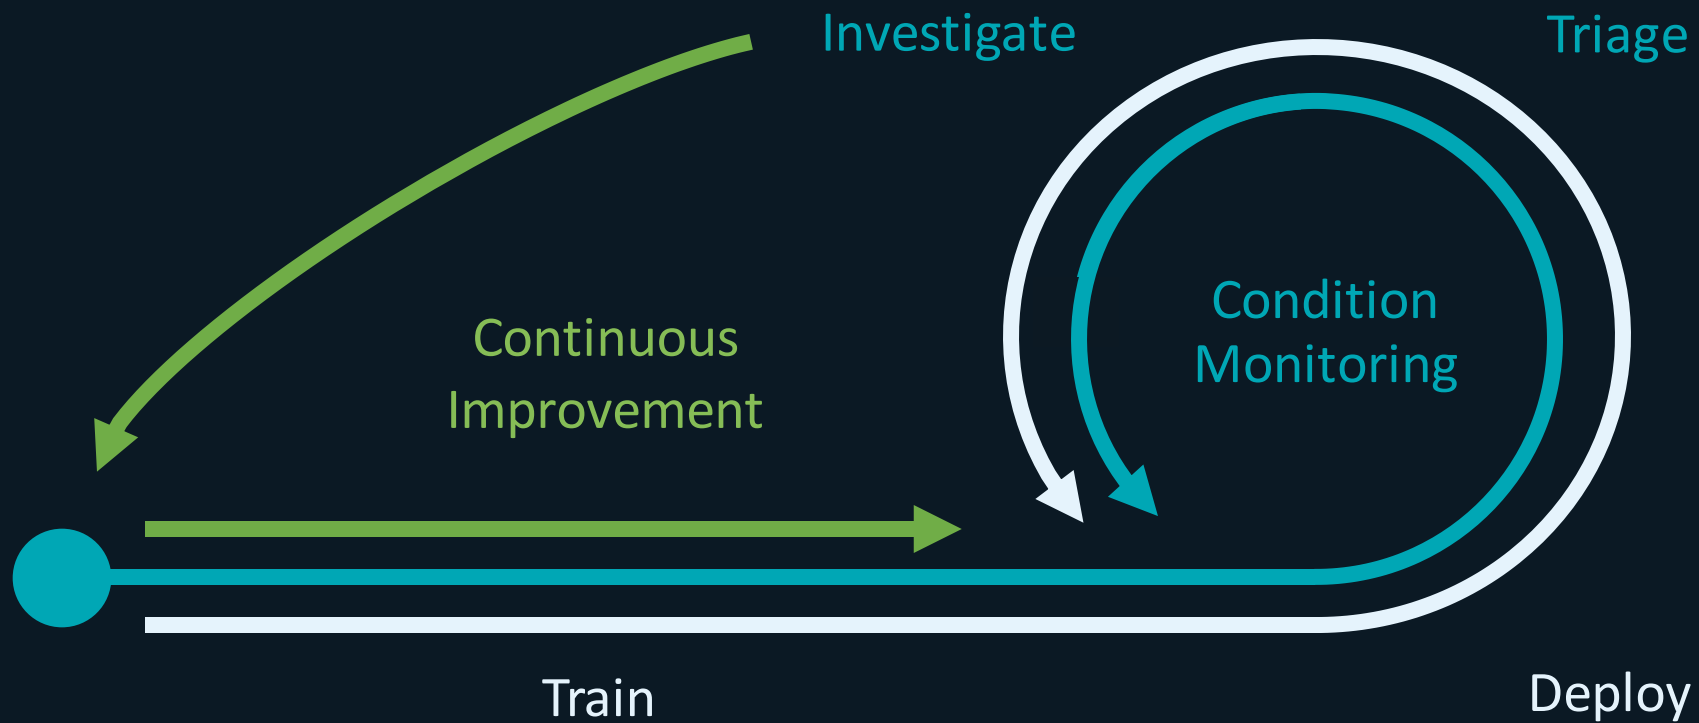 Investigate
Triage
Condition
Monitoring
Continuous
Improvement
Train
Deploy